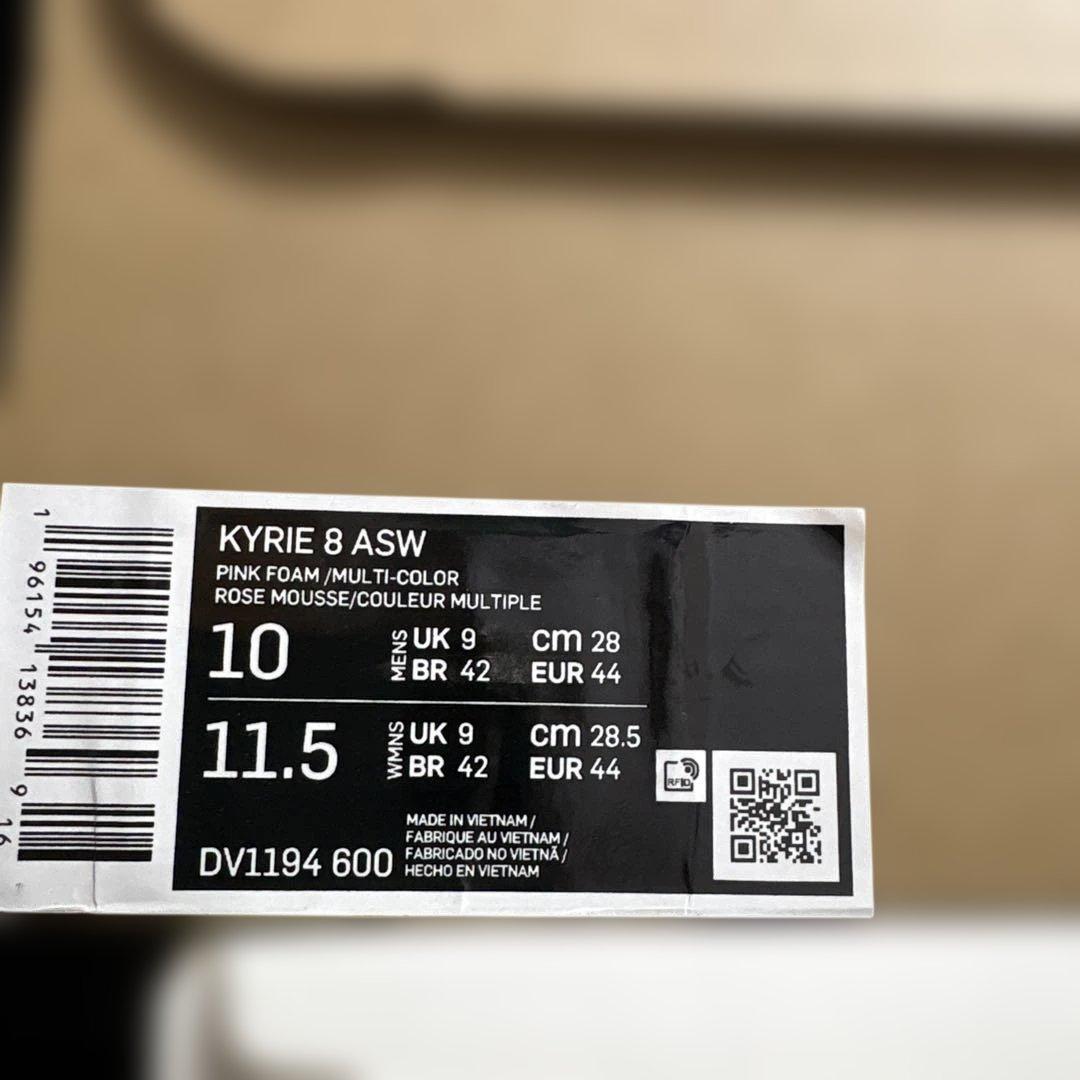 KYRIE 8 ASW
PINK FOAM /MULTI-COLOR
ROSE MOUSSE/COULEUR MULTIPLE
10
MENS
UK 9 cm 28
BR 42 EUR 44
11.5
WMNS
UK 9 cm 28.5
BR 42 EUR 44
RFID
DV1194 600
MADE IN VIETNAM /
FABRIQUE AU VIETNAM /
FABRICADO NO VIETNÃ /
HECHO EN VIETNAM
1 96154 13836 9 16